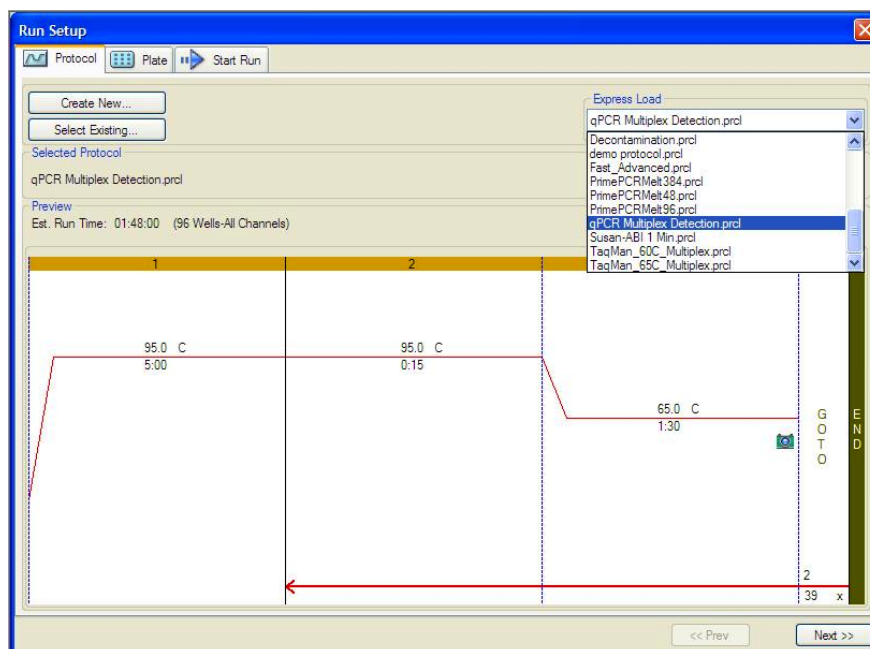 Run Setup
Protocol Plate Start Run
Create New...
Select Existing...
Express Load
qPCR Multiplex Detection.prcl
Decontamination.prcl
demo protocol.prcl
Fast_Advanced.prcl
PrimePCRMelt384.prcl
PrimePCRMelt48.prcl
PrimePCRMelt96.prcl
qPCR Multiplex Detection.prcl
Susan-ABI 1 Min.prcl
TaqMan_60C_Multiplex.prcl
TaqMan_65C_Multiplex.prcl
Selected Protocol
qPCR Multiplex Detection.prcl
Preview
Est. Run Time: 01:48:00 (96 Wells-All Channels)
1 2
95.0 C
5:00
95.0 C
0:15
65.0 C
1:30
GOTO
END
2
39 x
<< Prev Next >>